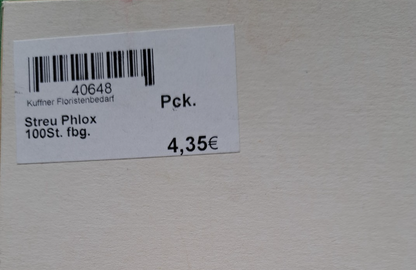 40648
Kuffner Floristenbedarf
Pck.
Streu Phlox
100St. fbg.
4,35€